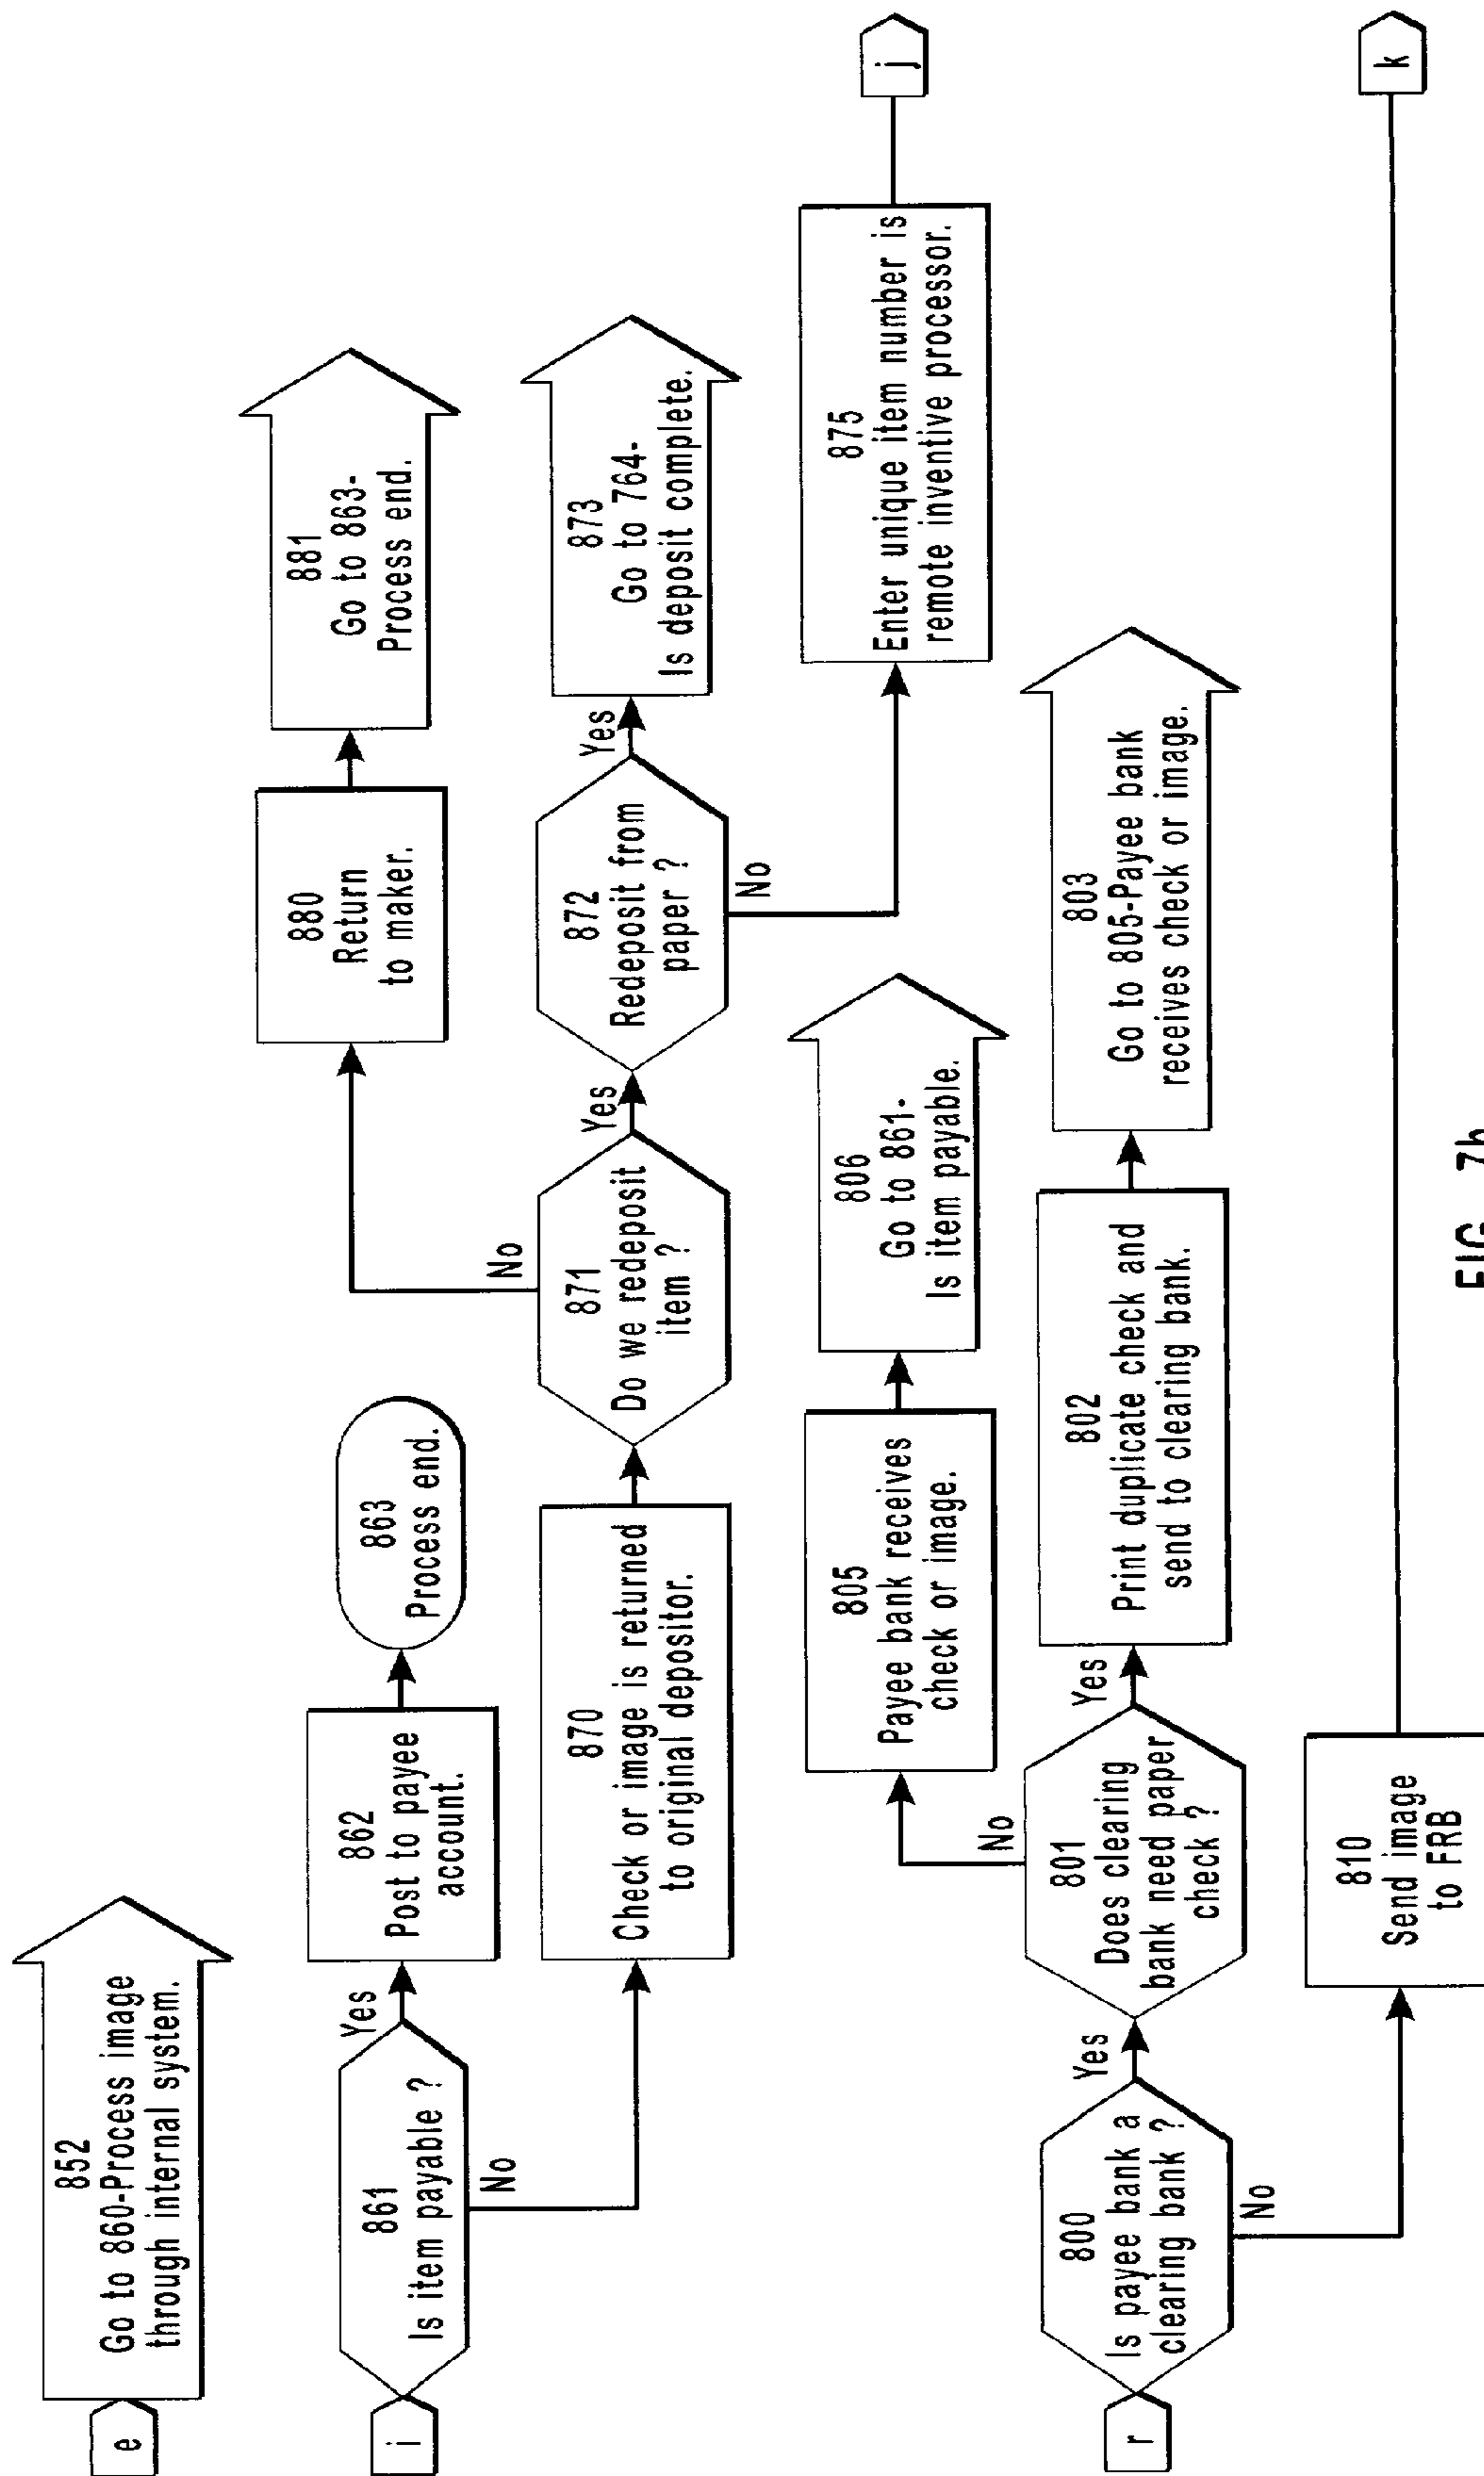 e
852
Go to 860-Process image
through internal system.
i
861
Is item payable ?
Yes
No
862
Post to payee
account.
863
Process end.
870
Check or image is returned
to original depositor.
871
Do we redeposit
item ?
No
Yes
880
Return
to maker.
881
Go to 863-
Process end.
872
Redeposit from
paper ?
Yes
No
873
Go to 764-
Is deposit complete.
875
Enter unique item number is
remote inventive processor.
j
r
800
Is payee bank a
clearing bank ?
Yes
No
801
Does clearing
bank need paper
check ?
No
Yes
805
Payee bank receives
check or image.
806
Go to 861-
Is item payable.
802
Print duplicate check and
send to clearing bank.
803
Go to 805-Payee bank
receives check or image.
810
Send image
to FRB
k
FIG. 7h